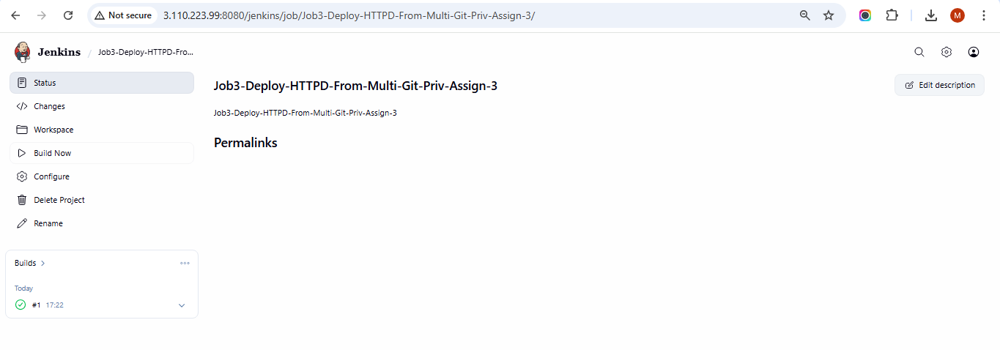 Not secure 3.110.223.99:8080/jenkins/job/Job3-Deploy-HTTPD-From-Multi-Git-Priv-Assign-3/ M
Jenkins / Job3-Deploy-HTTPD-Fro...
Status
Changes
Workspace
Build Now
Configure
Delete Project
Rename
Builds
Today
#1 17:22
Job3-Deploy-HTTPD-From-Multi-Git-Priv-Assign-3
Edit description
Job3-Deploy-HTTPD-From-Multi-Git-Priv-Assign-3
Permalinks